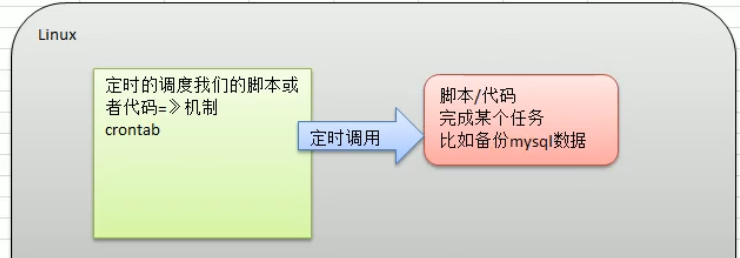 Linux
定时的调度我们的脚本或
者代码=》机制
crontab
定时调用
脚本/代码
完成某个任务
比如备份mysql数据